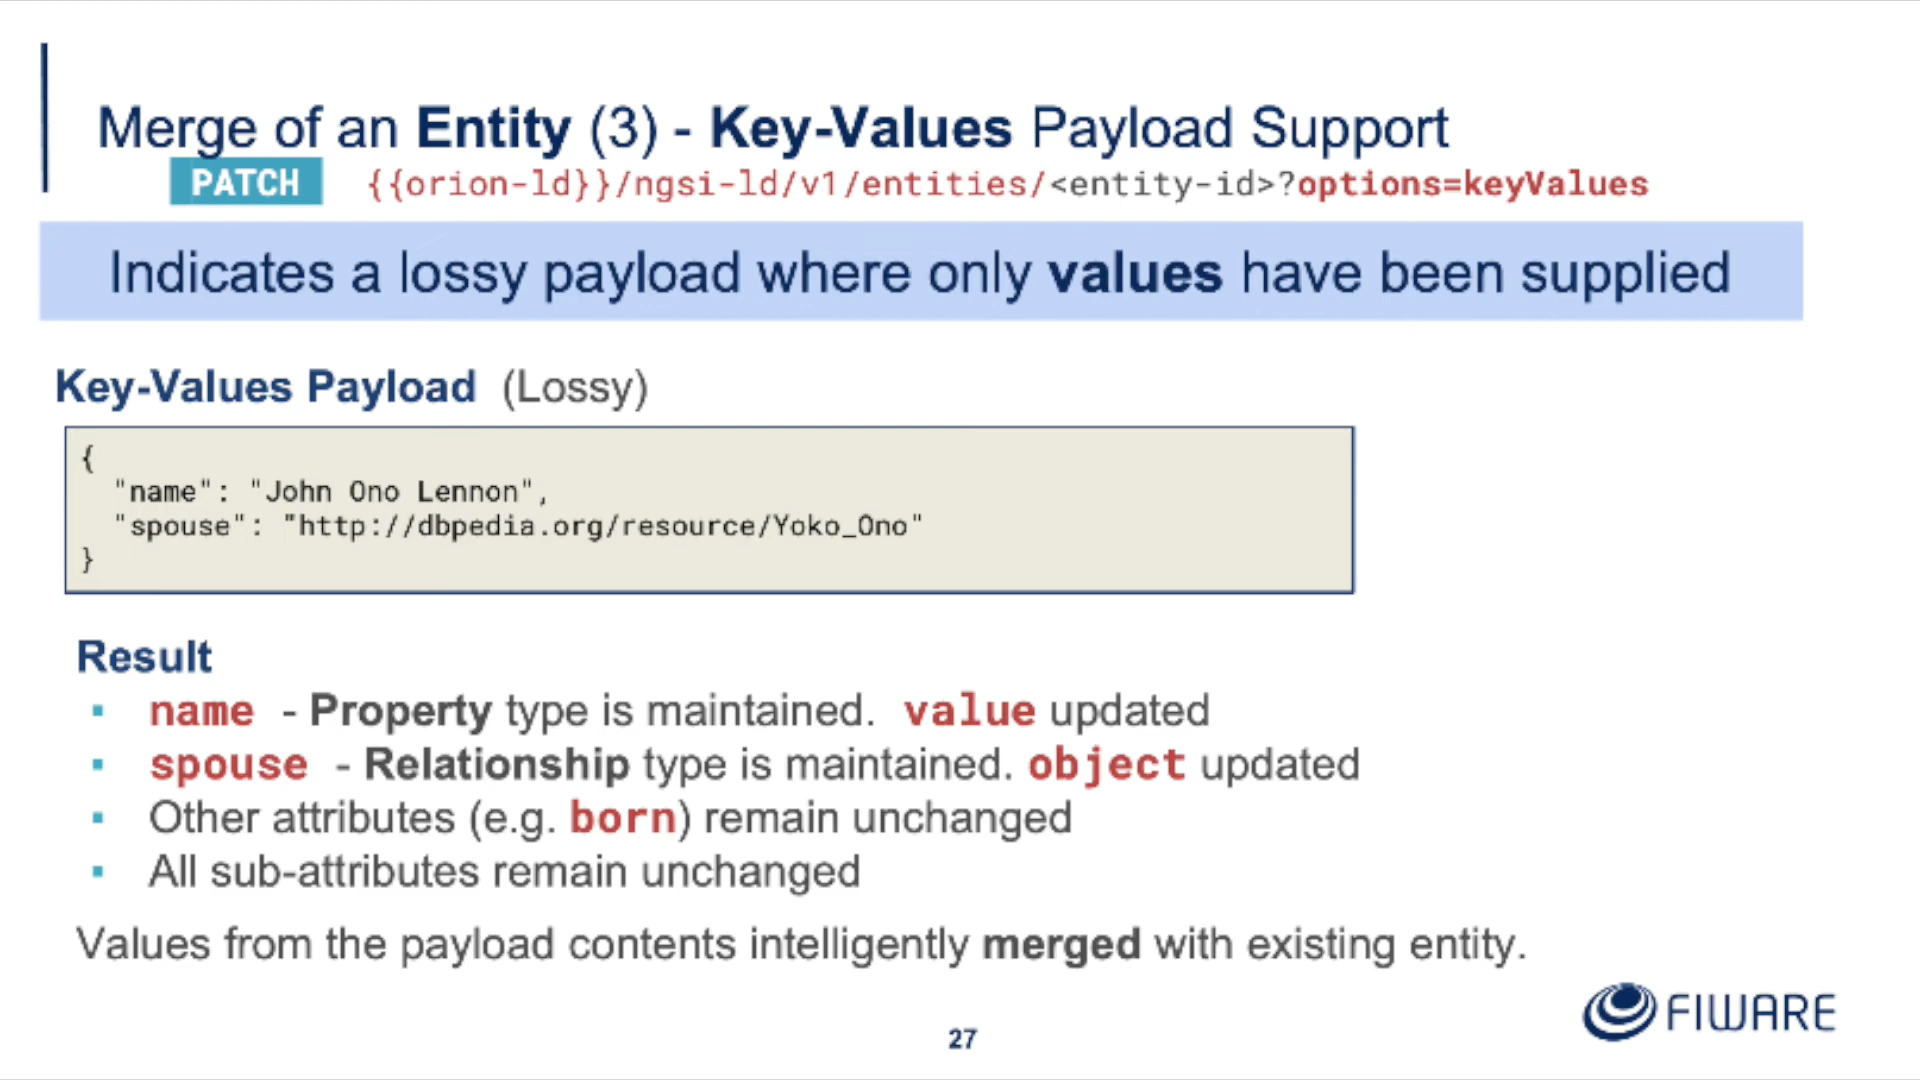 Merge of an Entity (3) - Key-Values Payload Support
PATCH {{orion-ld}}/ngsi-ld/v1/entities/<entity-id>?options=keyValues
Indicates a lossy payload where only values have been supplied
Key-Values Payload (Lossy)
{
"name": "John Ono Lennon",
"spouse": "http://dbpedia.org/resource/Yoko_Ono"
}
Result
▪ name - Property type is maintained. value updated
▪ spouse - Relationship type is maintained. object updated
▪ Other attributes (e.g. born) remain unchanged
▪ All sub-attributes remain unchanged
Values from the payload contents intelligently merged with existing entity.
FIWARE
27